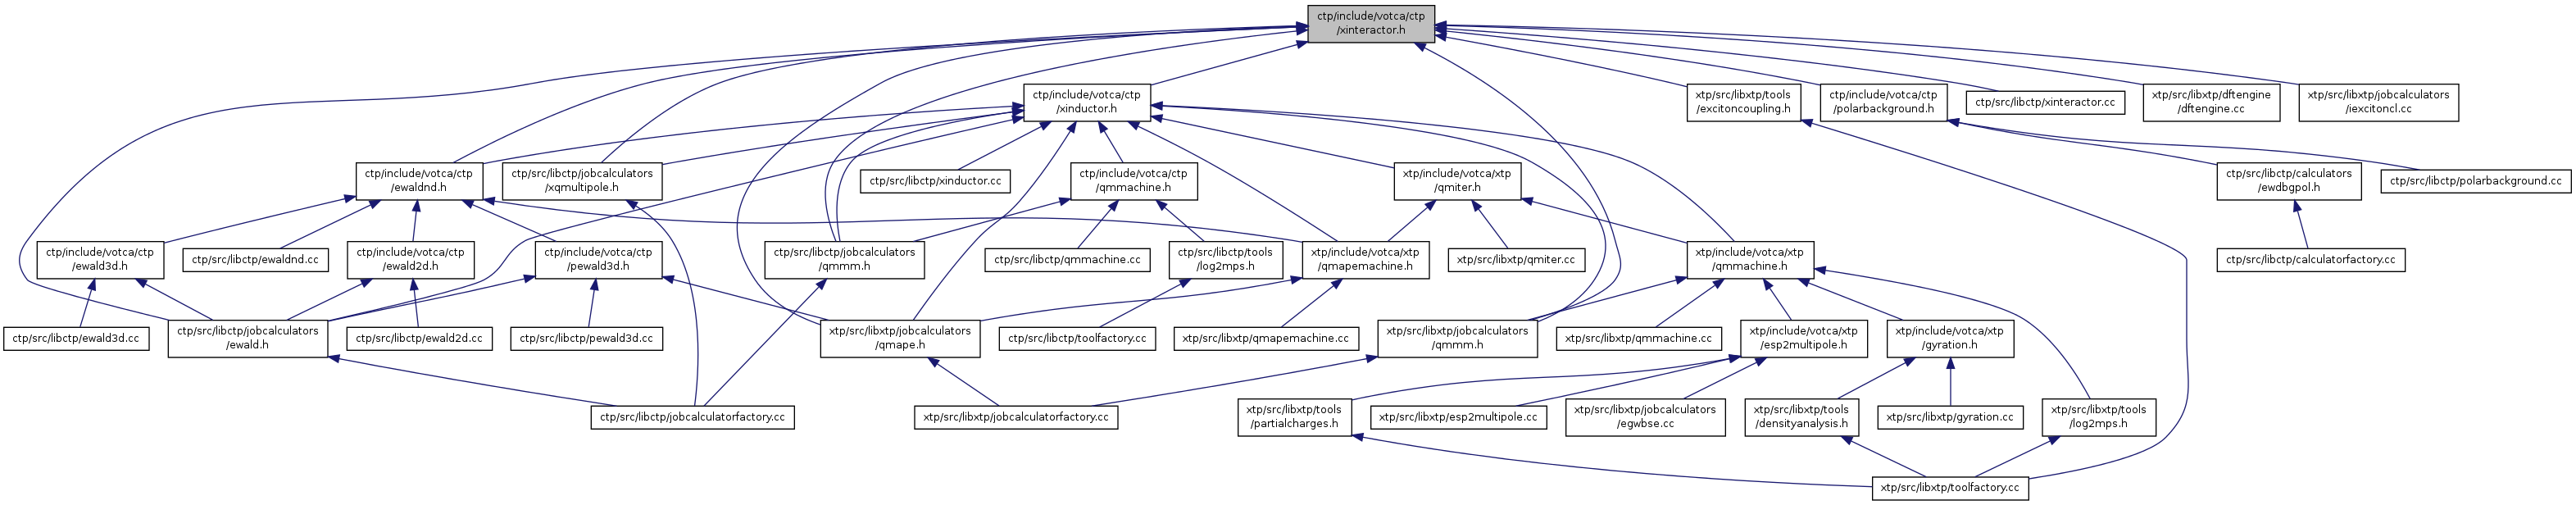 ctp/include/votca/ctp
/xinteractor.h
ctp/include/votca/ctp
/xinductor.h
xtp/src/libxtp/tools
/excitoncoupling.h
ctp/include/votca/ctp
/polarbackground.h
ctp/src/libctp/xinteractor.cc
xtp/src/libxtp/dftengine
/dftengine.cc
xtp/src/libxtp/jobcalculators
/iexcitoncl.cc
ctp/include/votca/ctp
/ewaldnd.h
ctp/src/libctp/jobcalculators
/xqmultipole.h
ctp/src/libctp/xinductor.cc
ctp/include/votca/ctp
/qmmachine.h
xtp/include/votca/xtp
/qmiter.h
ctp/src/libctp/calculators
/ewdbgpol.h
ctp/src/libctp/polarbackground.cc
ctp/include/votca/ctp
/ewald3d.h
ctp/src/libctp/ewaldnd.cc
ctp/include/votca/ctp
/ewald2d.h
ctp/include/votca/ctp
/pewald3d.h
ctp/src/libctp/jobcalculators
/qmmm.h
ctp/src/libctp/qmmachine.cc
ctp/src/libctp/tools
/log2mps.h
xtp/include/votca/xtp
/qmapemachine.h
xtp/src/libxtp/qmiter.cc
xtp/include/votca/xtp
/qmmachine.h
ctp/src/libctp/calculatorfactory.cc
ctp/src/libctp/ewald3d.cc
ctp/src/libctp/jobcalculators
/ewald.h
ctp/src/libctp/ewald2d.cc
ctp/src/libctp/pewald3d.cc
xtp/src/libxtp/jobcalculators
/qmape.h
ctp/src/libctp/toolfactory.cc
xtp/src/libxtp/qmapemachine.cc
xtp/src/libxtp/jobcalculators
/qmmm.h
xtp/src/libxtp/qmmachine.cc
xtp/include/votca/xtp
/esp2multipole.h
xtp/include/votca/xtp
/gyration.h
ctp/src/libctp/jobcalculatorfactory.cc
xtp/src/libxtp/jobcalculatorfactory.cc
xtp/src/libxtp/tools
/partialcharges.h
xtp/src/libxtp/esp2multipole.cc
xtp/src/libxtp/jobcalculators
/egwbse.cc
xtp/src/libxtp/tools
/densityanalysis.h
xtp/src/libxtp/gyration.cc
xtp/src/libxtp/tools
/log2mps.h
xtp/src/libxtp/toolfactory.cc